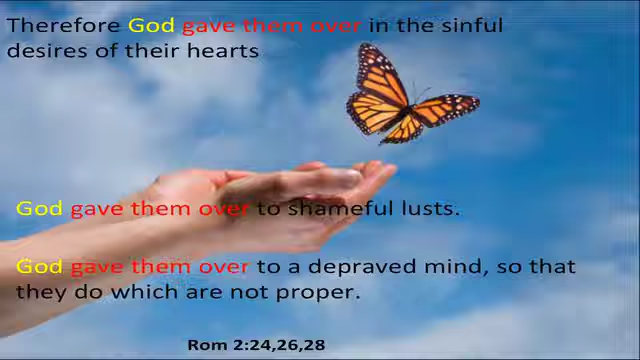 Therefore God gave them over in the sinful
desires of their hearts
God gave them over to shameful lusts.
God gave them over to a depraved mind, so that
they do which are not proper.
Rom 2:24,26,28